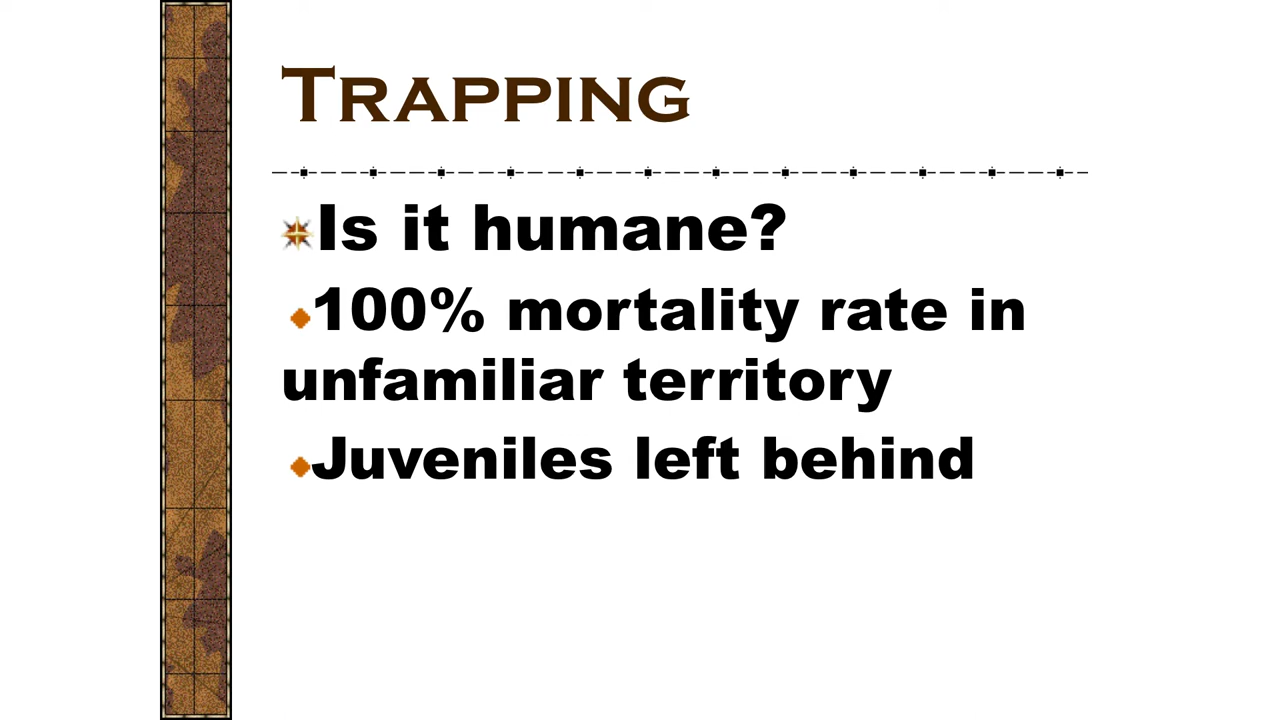 Trapping
Is it humane?
100% mortality rate in
unfamiliar territory
Juveniles left behind